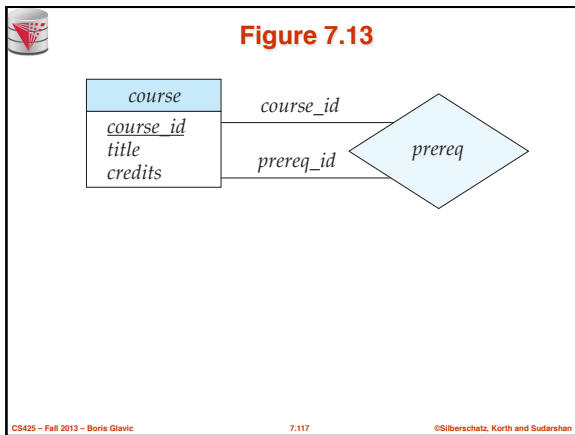 Figure 7.13
course
course_id
title
credits
course_id
prereq_id
prereq
CS425 – Fall 2013 – Boris Glavic
7.117
©Silberschatz, Korth and Sudarshan